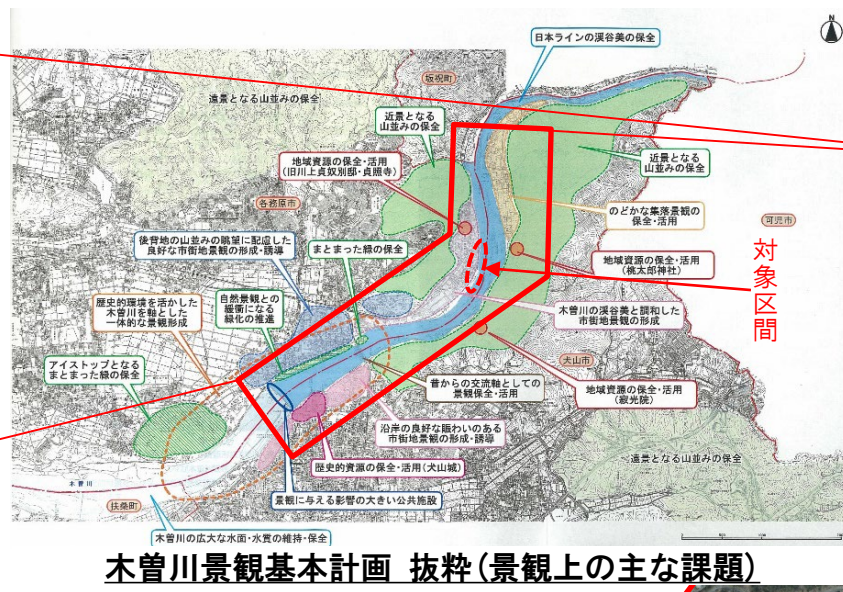 日本ラインの渓谷美の保全
坂祝町
遠景となる山並みの保全
近景となる
山並みの保全
地域資源の保全・活用
(旧川上貞奴別邸・貞照寺)
近景となる
山並みの保全
各務原市
のどかな集落景観の
保全・活用
可児市
後背地の山並みの眺望に配慮した
良好な市街地景観の形成・誘導
まとまった緑の保全
地域資源の保全・活用
(桃太郎神社)
対象区間
歴史的環境を活かした
木曽川を軸とした
一体的な景観形成
自然景観との
緩衝になる
緑化の推進
木曽川の渓谷美と調和した
市街地景観の形成
アイストップとなる
まとまった緑の保全
犬山市
昔からの交流軸としての
景観保全・活用
地域資源の保全・活用
(寂光院)
沿岸の良好な賑わいのある
市街地景観の形成・誘導
歴史的資源の保全・活用(犬山城)
遠景となる山並みの保全
木曽川
景観に与える影響の大きい公共施設
扶桑町
木曽川の広大な水面・水質の維持・保全
木曽川景観基本計画 抜粋(景観上の主な課題)